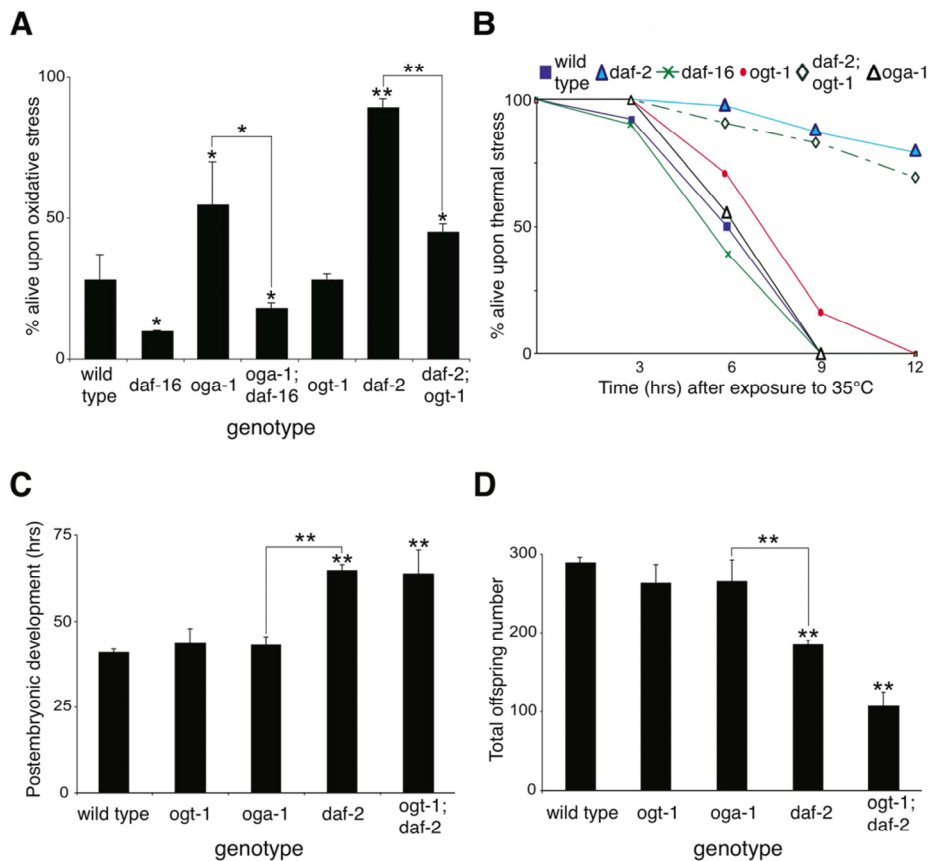 A
100
50
0
% alive upon oxidative stress
**
**
*
*
*
*
*
wild
type
daf-16
oga-1
oga-1;
daf-16
ogt-1
daf-2
daf-2;
ogt-1
genotype
B
wild
type
daf-2
daf-16
ogt-1
daf-2;
ogt-1
oga-1
100
50
0
% alive upon thermal stress
3
6
9
12
Time (hrs) after exposure to 35°C
C
75
50
25
0
Postembryonic development (hrs)
**
**
**
wild type
ogt-1
oga-1
daf-2
ogt-1;
daf-2
genotype
D
300
200
100
0
Total offspring number
**
**
**
wild type
ogt-1
oga-1
daf-2
ogt-1;
daf-2
genotype